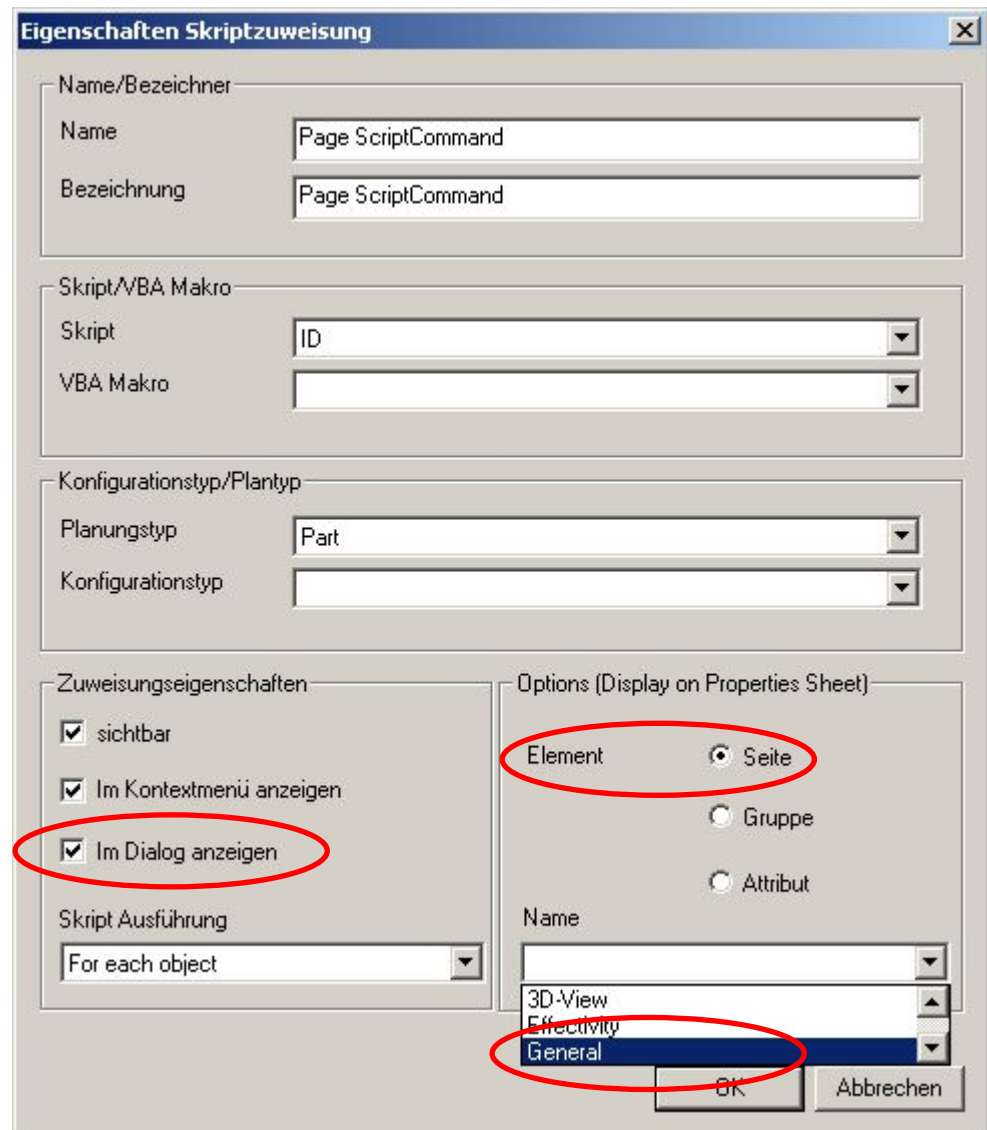 Eigenschaften Skriptzuweisung
Name/Bezeichner
Name
Page ScriptCommand
Bezeichnung
Page ScriptCommand
Skript/VBA Makro
Skript
ID
VBA Makro
Konfigurationstyp/Plantyp
Planungstyp
Part
Konfigurationstyp
Zuweisungseigenschaften
sichtbar
Im Kontextmenü anzeigen
Im Dialog anzeigen
Skript Ausführung
For each object
Options (Display on Properties Sheet)
Element
Seite
Gruppe
Attribut
Name
3D-View
Effectivity
General
OK
Abbrechen